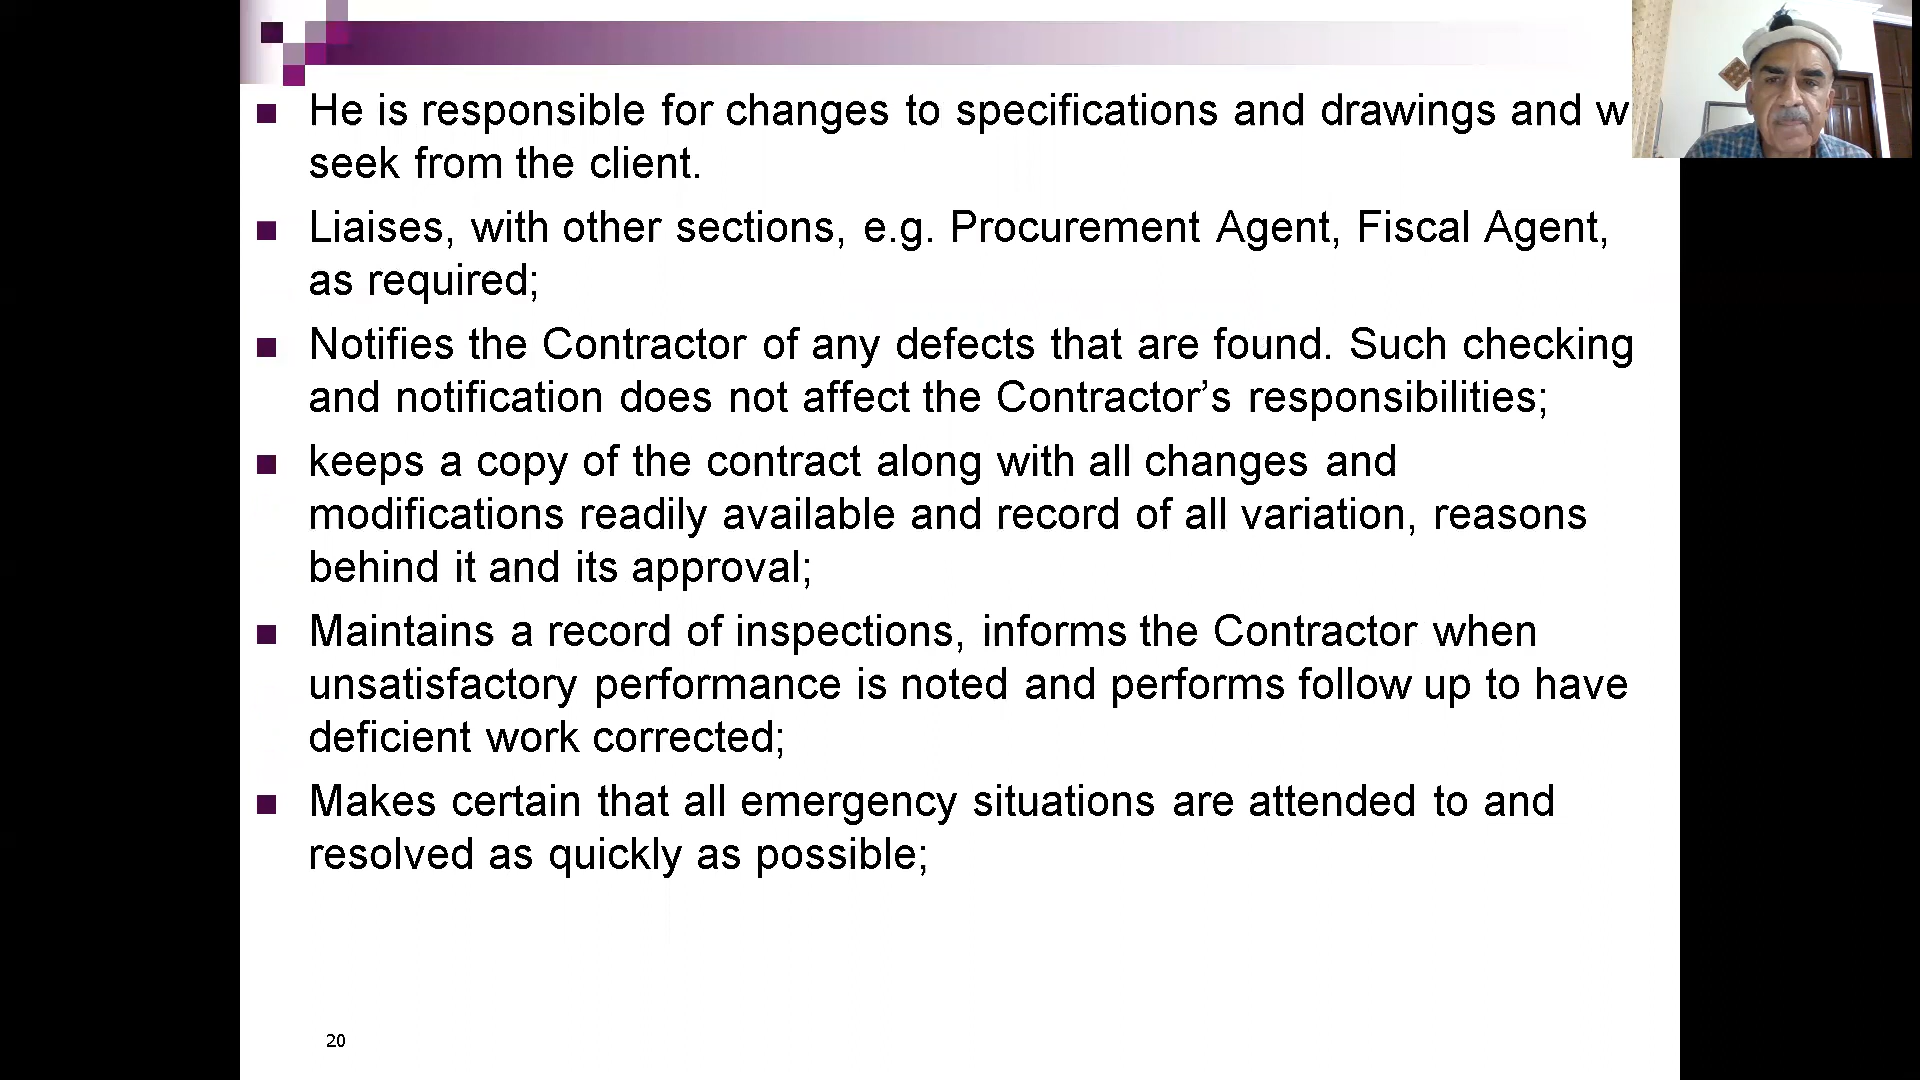 He is responsible for changes to specifications and drawings and
seek from the client.
Liaises, with other sections, e.g. Procurement Agent, Fiscal Agent,
as required;
Notifies the Contractor of any defects that are found. Such checking
and notification does not affect the Contractor’s responsibilities;
keeps a copy of the contract along with all changes and
modifications readily available and record of all variation, reasons
behind it and its approval;
Maintains a record of inspections, informs the Contractor when
unsatisfactory performance is noted and performs follow up to have
deficient work corrected;
Makes certain that all emergency situations are attended to and
resolved as quickly as possible;
20